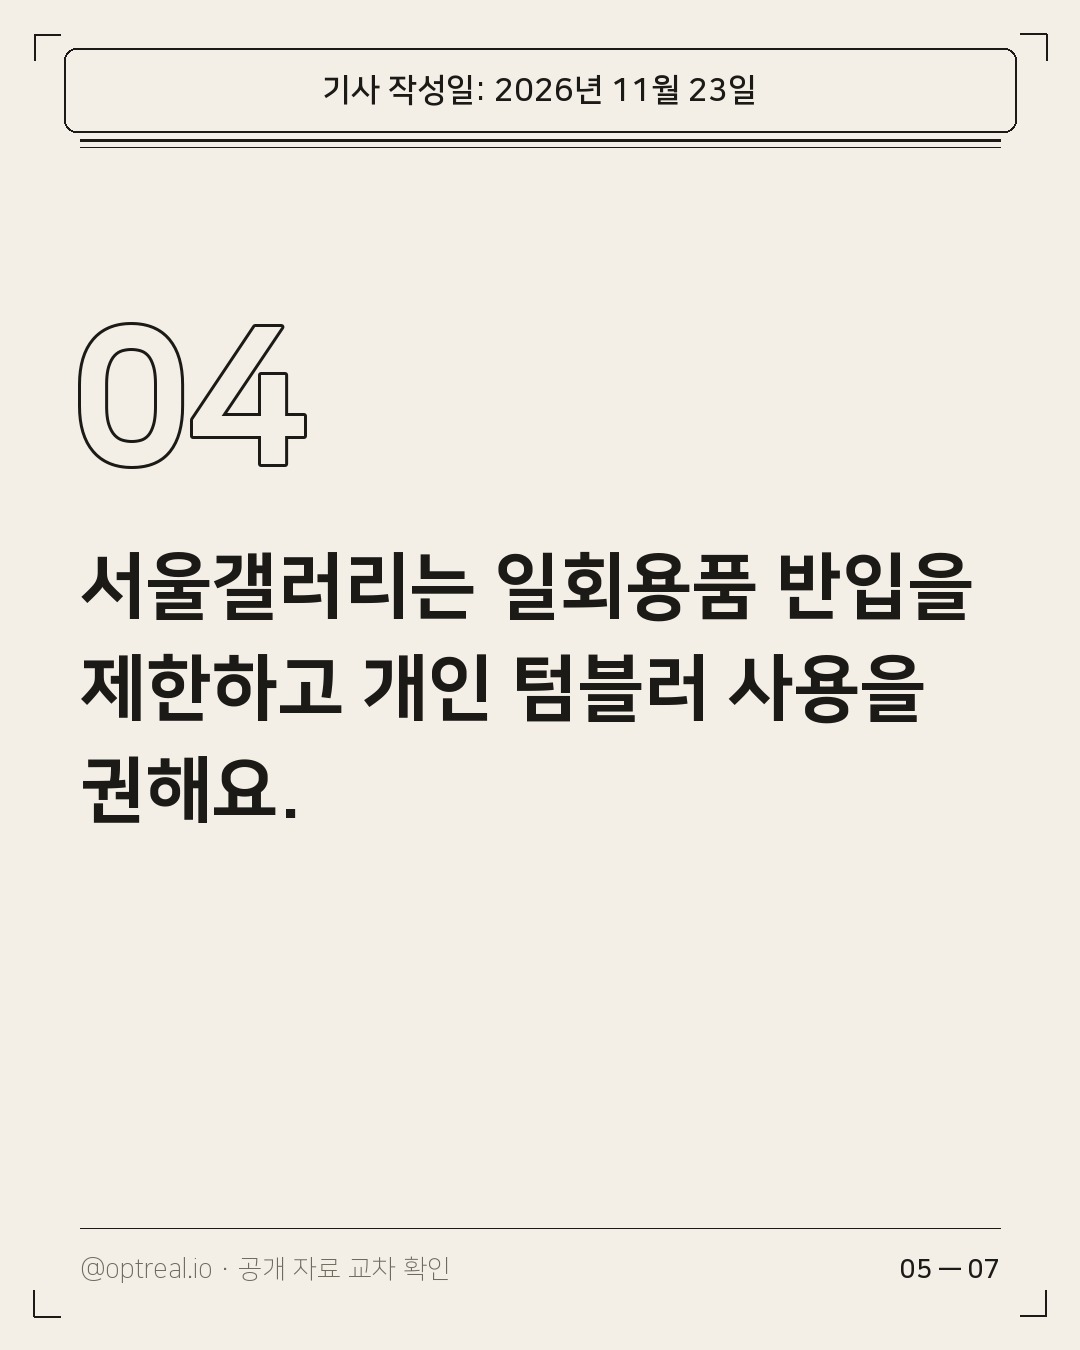 기사 작성일: 2026년 11월 23일
04
서울갤러리는 일회용품 반입을
제한하고 개인 텀블러 사용을
권해요.
@optreal.io · 공개 자료 교차 확인
05 — 07